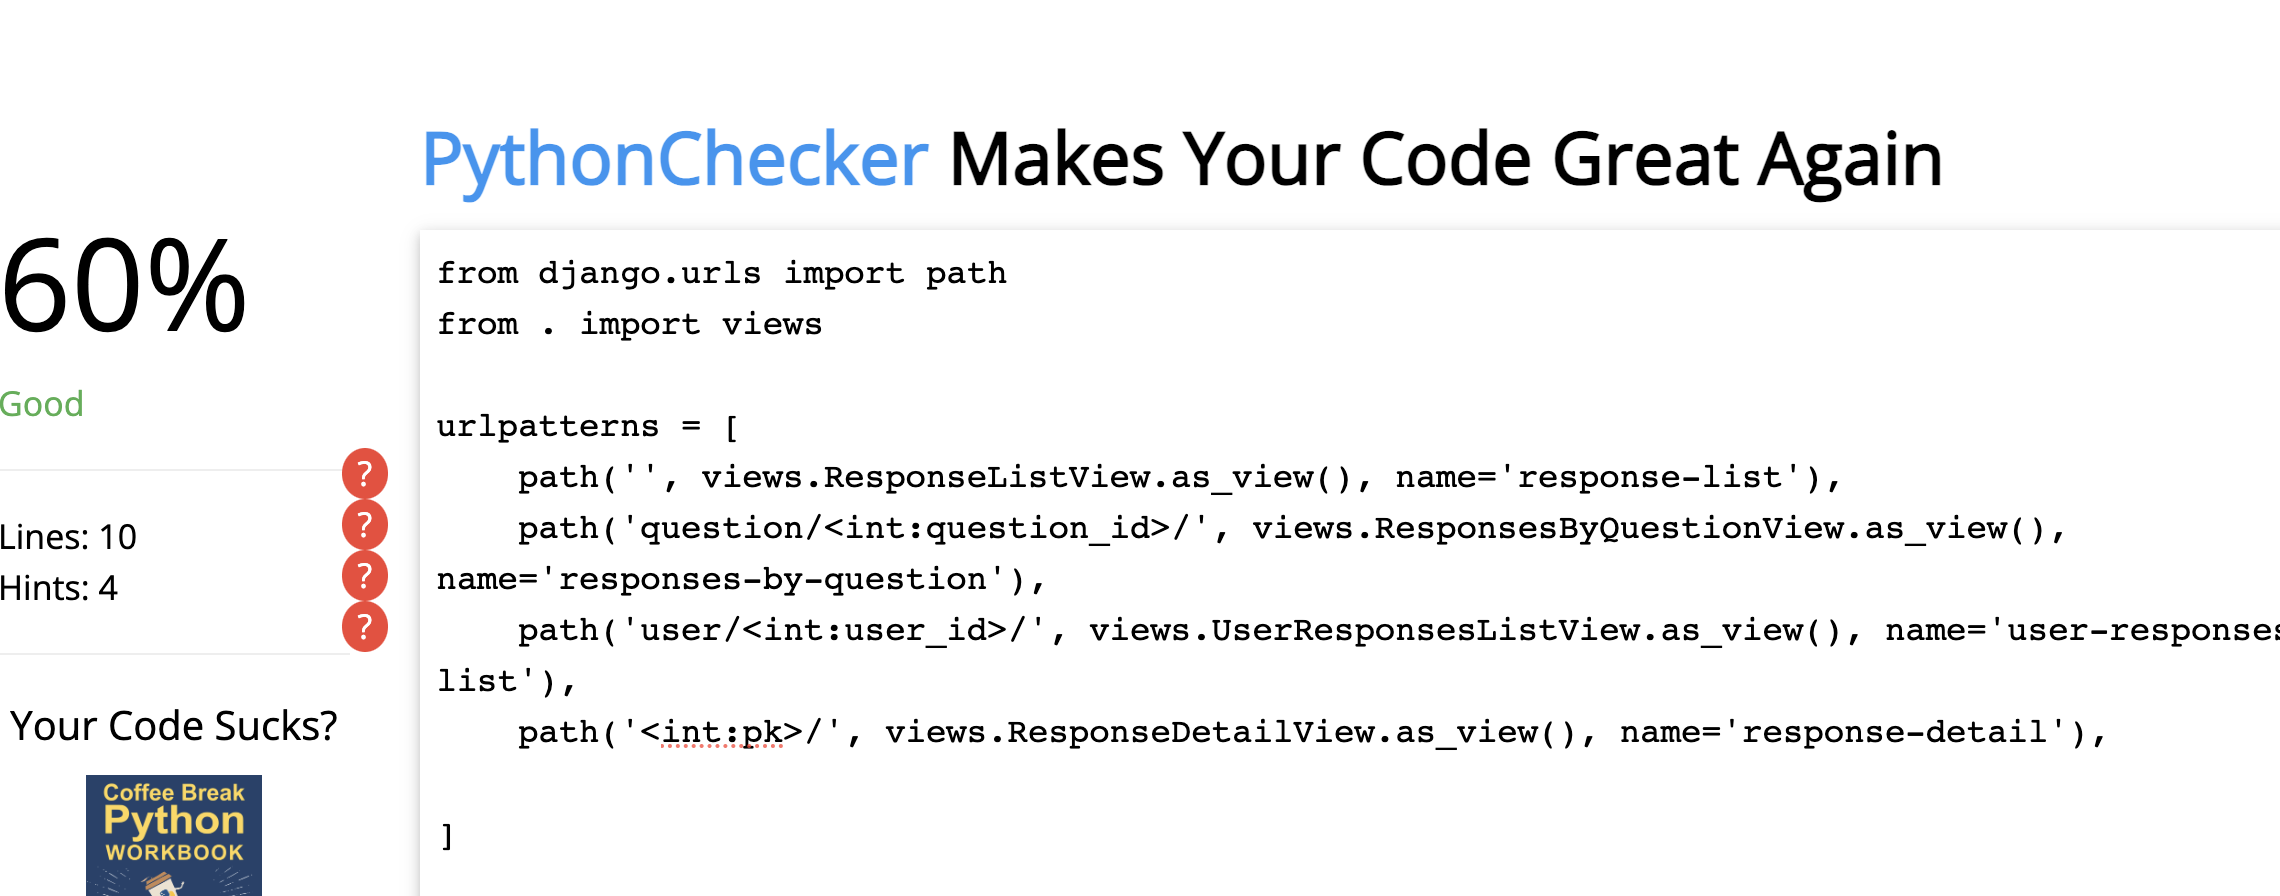 PythonChecker Makes Your Code Great Again
60%
Good
?
?
?
?
Lines: 10
Hints: 4
Your Code Sucks?
Coffee Break
Python
WORKBOOK
from django.urls import path
from . import views
urlpatterns = [
    path('', views.ResponseListView.as_view(), name='response-list'),
    path('question/<int:question_id>/', views.ResponsesByQuestionView.as_view(),
name='responses-by-question'),
    path('user/<int:user_id>/', views.UserResponsesListView.as_view(), name='user-responses
list'),
    path('<int:pk>/', views.ResponseDetailView.as_view(), name='response-detail'),
]